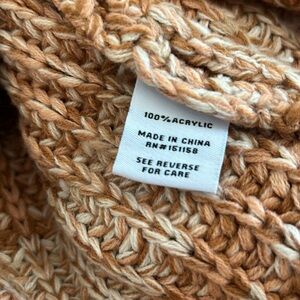 100% ACRYLIC
MADE IN CHINA
RN#151158
SEE REVERSE
FOR CARE